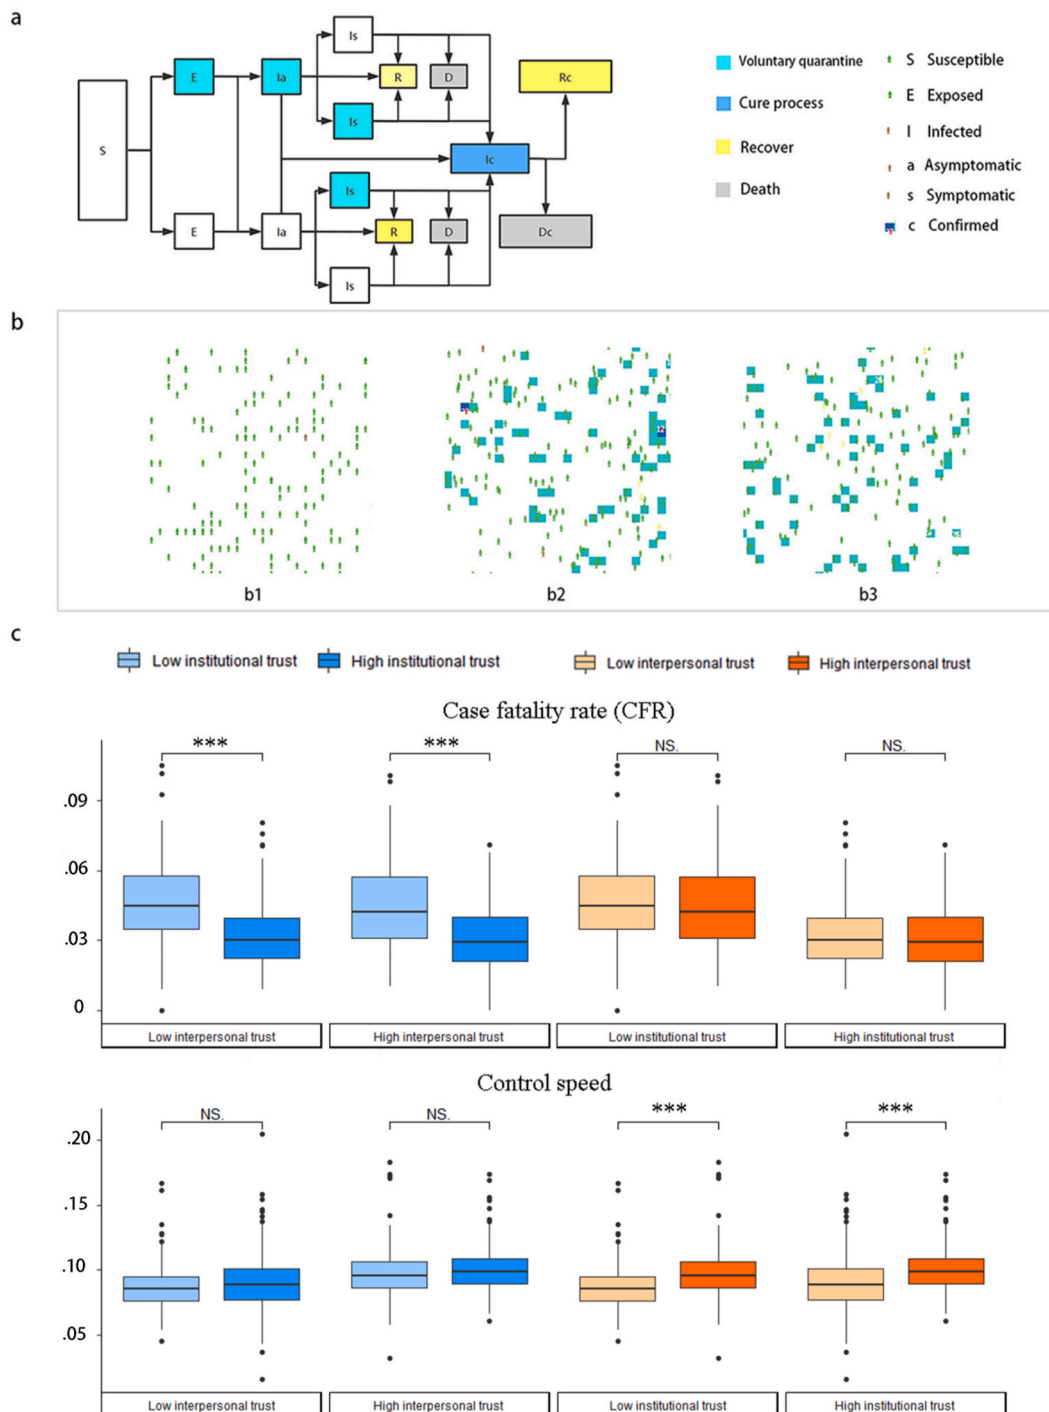 a
S
E
E
Ia
Ia
Is
Is
Is
Is
R
D
R
D
Ic
Rc
Dc
Voluntary quarantine
Cure process
Recover
Death
S Susceptible
E Exposed
I Infected
a Asymptomatic
s Symptomatic
c Confirmed
b
b1 b2 b3
c
Low institutional trust High institutional trust Low interpersonal trust High interpersonal trust
Case fatality rate (CFR)
*** *** NS. NS.
.09
.06
.03
0
Low interpersonal trust High interpersonal trust Low institutional trust High institutional trust
Control speed
NS. NS. *** ***
.20
.15
.10
.05
Low interpersonal trust High interpersonal trust Low institutional trust High institutional trust